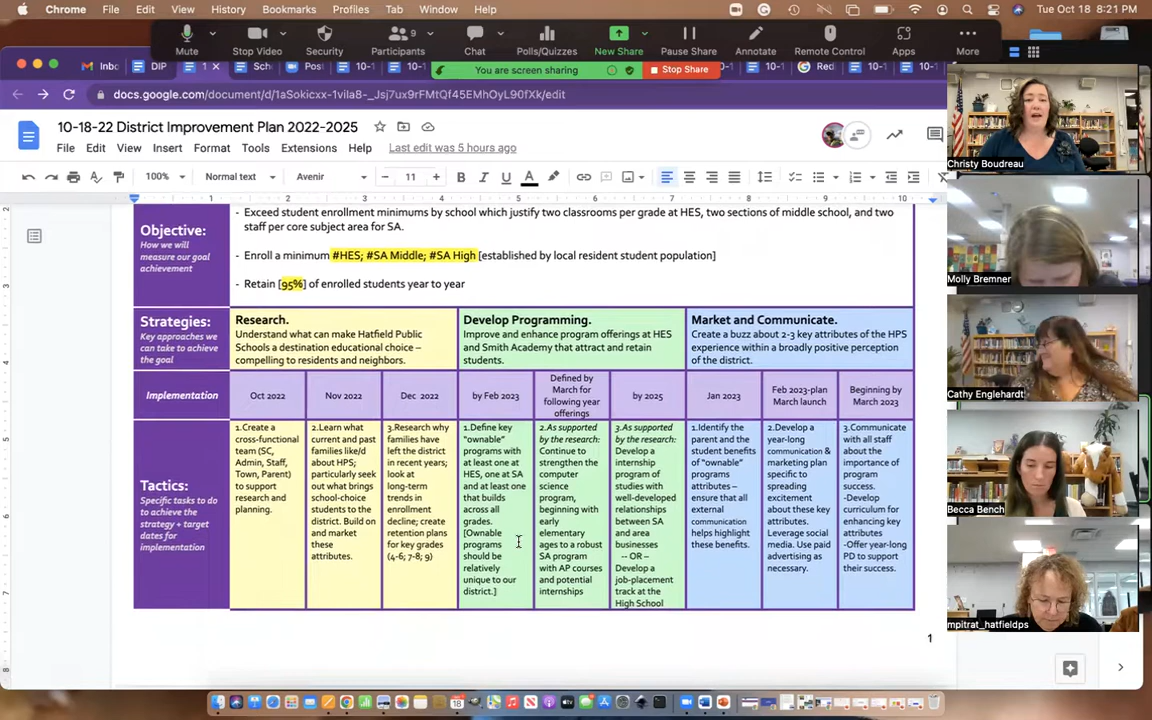 Chrome File Edit View History Bookmarks Profiles Tab Window Help Tue Oct 18 8:21 PM
Mute Stop Video Security Participants 9 Chat Polls/Quizzes New Share Pause Share Annotate Remote Control Apps More
You are screen sharing Stop Share
docs.google.com/document/d/1aSokicxx-1vila8-_Jsj7ux9rFMtQf45EMhOyL90fXk/edit
10-18-22 District Improvement Plan 2022-2025
File Edit View Insert Format Tools Extensions Help Last edit was 5 hours ago
100% Normal text Avenir 11
Objective:
How we will
measure our goal
achievement
- Exceed student enrollment minimums by school which justify two classrooms per grade at HES, two sections of middle school, and two
staff per core subject area for SA.
- Enroll a minimum #HES; #SA Middle; #SA High [established by local resident student population]
- Retain [95%] of enrolled students year to year
Strategies:
Key approaches we
can take to achieve
the goal
Research.
Understand what can make Hatfield Public
Schools a destination educational choice –
compelling to residents and neighbors.
Develop Programming.
Improve and enhance program offerings at HES
and Smith Academy that attract and retain
students.
Market and Communicate.
Create a buzz about 2-3 key attributes of the HPS
experience within a broadly positive perception
of the district.
Implementation
Oct 2022
Nov 2022
Dec 2022
by Feb 2023
Defined by
March for
following year
offerings
by 2025
Jan 2023
Feb 2023-plan
March launch
Beginning by
March 2023
Tactics:
Specific tasks to do
to achieve the
strategy + target
dates for
implementation
1.Create a
cross-functional
team (SC,
Admin, Staff,
Town, Parent)
to support
research and
planning.
2.Learn what
current and past
families like/d
about HPS;
particularly seek
out what brings
school-choice
students to the
district. Build on
and market
these
attributes.
3.Research why
families have
left the district
in recent years;
look at
long-term
trends in
enrollment
decline; create
retention plans
for key grades
(4-6; 7-8; 9)
1.Define key
"ownable"
programs with
at least one at
HES, one at SA
and at least one
that builds
across all
grades.
[Ownable
programs
should be
relatively
unique to our
district.]
2.As supported
by the research:
Continue to
strengthen the
computer
science
program,
beginning with
early
elementary
ages to a robust
SA program
with AP courses
and potential
internships
3.As supported
by the research:
Develop a
internship
program of
studies with
well-developed
relationships
between SA
and area
businesses
-- OR –
Develop a
job-placement
track at the
High School
1.Identify the
parent and the
student benefits
of "ownable"
programs
attributes –
ensure that all
external
communication
helps highlight
these benefits.
2.Develop a
year-long
communication &
marketing plan
specific to
spreading
excitement
about these key
attributes.
Leverage social
media. Use paid
advertising as
necessary.
3.Communicate
with all staff
about the
importance of
program
success.
-Develop
curriculum for
enhancing key
attributes
-Offer year-long
PD to support
their success.
1
Christy Boudreau
Molly Bremner
Cathy Englehardt
Becca Bench
mpitrat_hatfieldps